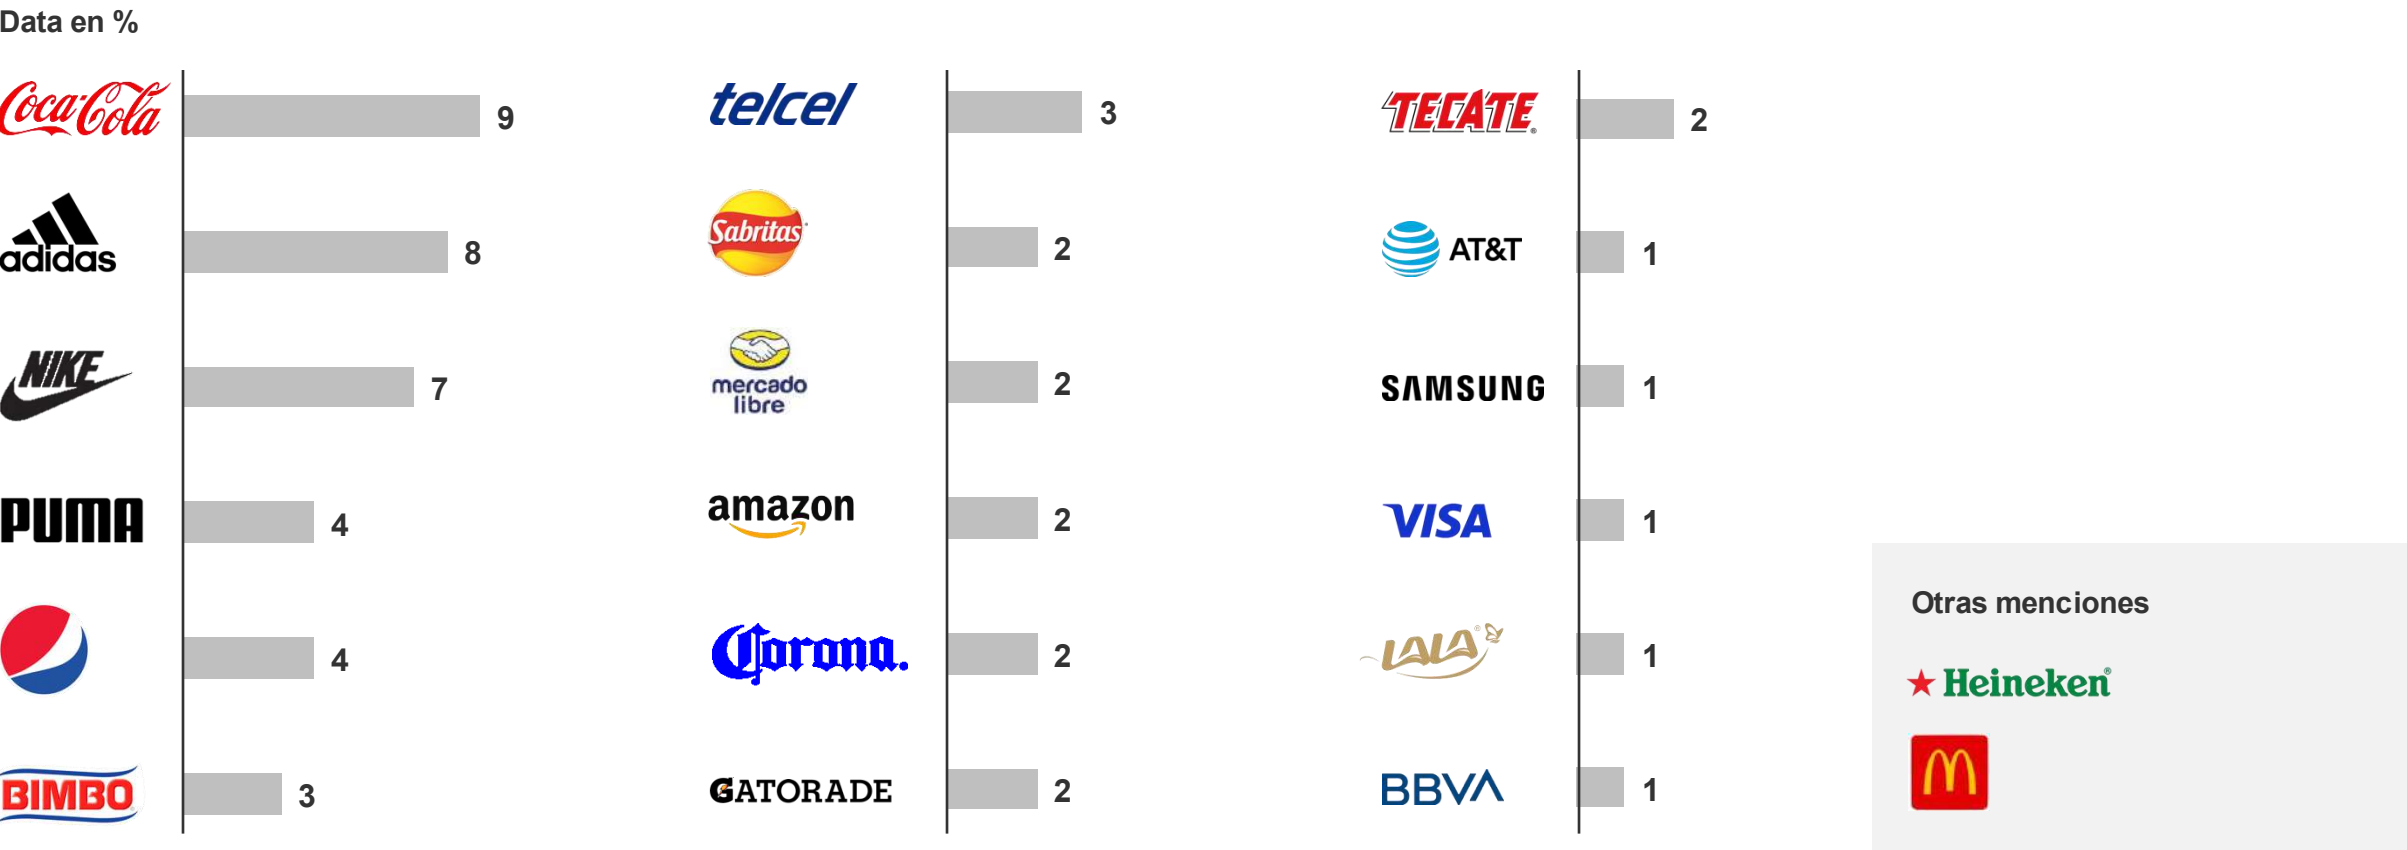 Data en %
Coca-Cola 9
adidas 8
NIKE 7
PUMA 4
4
BIMBO 3
telcel 3
Sabritas 2
mercado
libre 2
amazon 2
Corona. 2
GATORADE 2
TECATE® 2
AT&T 1
SAMSUNG 1
VISA 1
LALA® 1
BBVA 1
Otras menciones
Heineken®